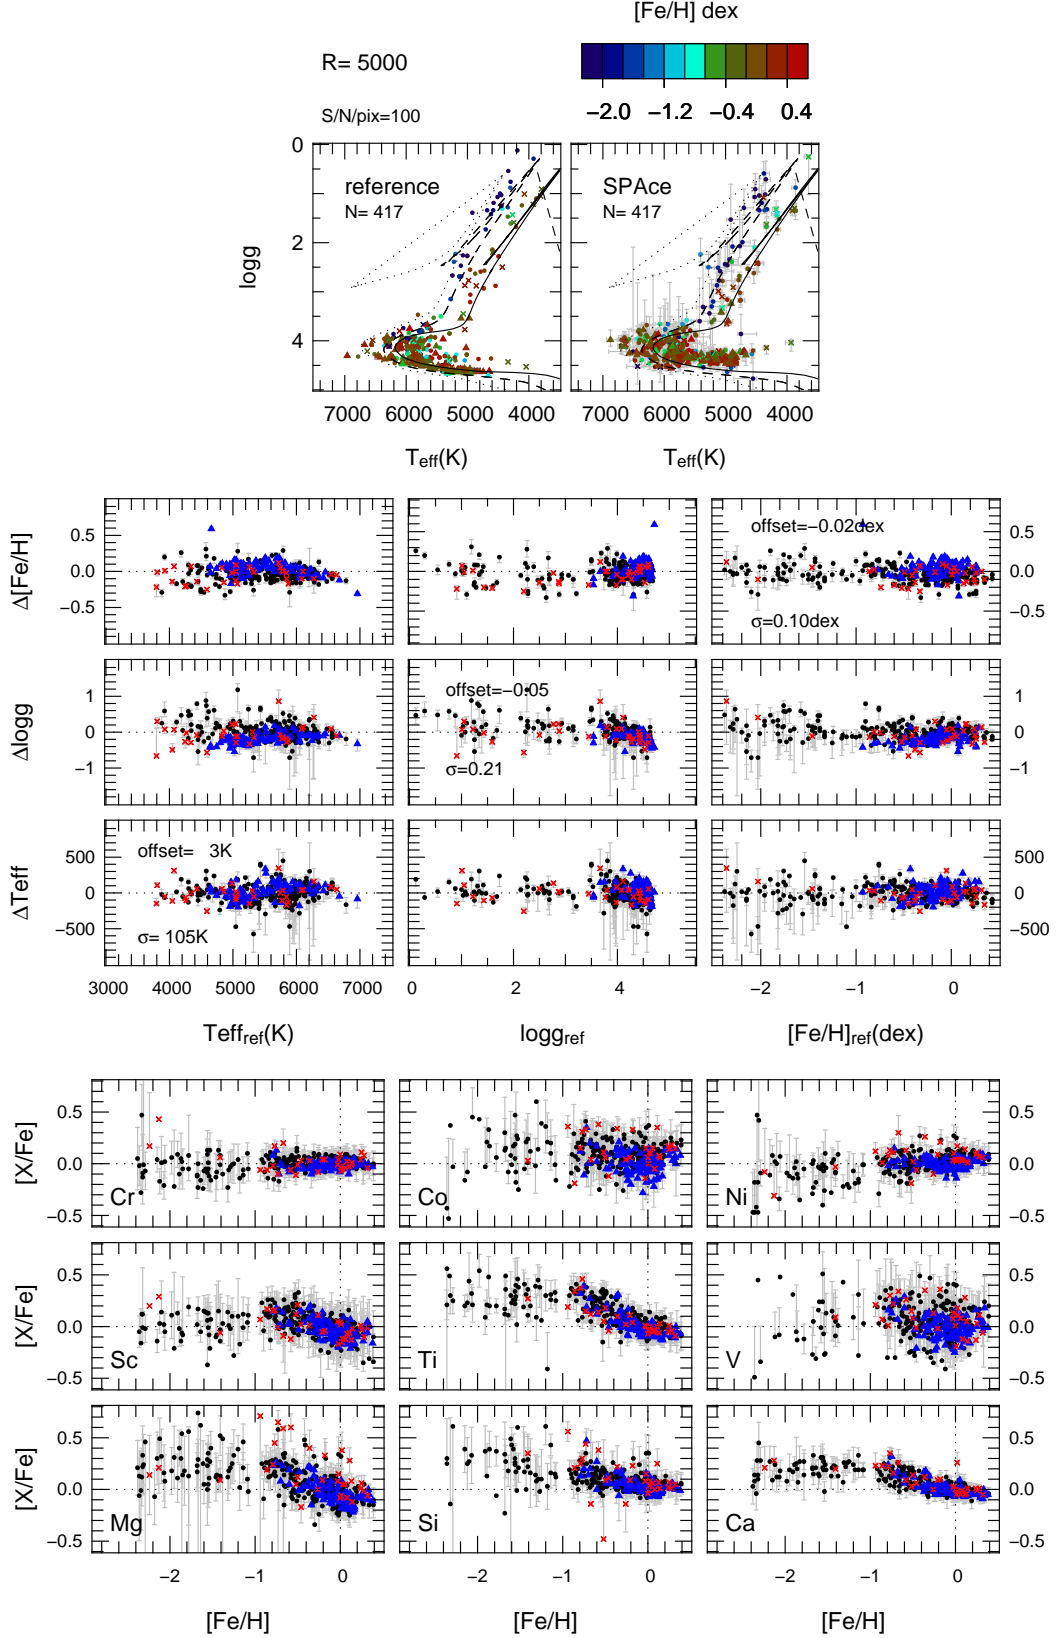 [Fe/H] dex
R= 5000
S/N/pix=100
−2.0 −1.2 −0.4 0.4
reference
N= 417
SPAce
N= 417
0
2
4
logg
7000 6000 5000 4000
7000 6000 5000 4000
Teff(K)
Teff(K)
Δ[Fe/H]
0.5
0.0
−0.5
offset=−0.02dex
σ=0.10dex
0.5
0.0
−0.5
Δlogg
1
0
−1
offset=−0.05
σ=0.21
1
0
−1
ΔTeff
500
0
−500
offset= 3K
σ= 105K
500
0
−500
3000 4000 5000 6000 7000
0 2 4
−2 −1 0
Teffref(K)
loggref
[Fe/H]ref(dex)
[X/Fe]
0.5
0.0
−0.5
Cr
Co
Ni
0.5
0.0
−0.5
[X/Fe]
0.5
0.0
−0.5
Sc
Ti
V
0.5
0.0
−0.5
[X/Fe]
0.5
0.0
−0.5
Mg
Si
Ca
0.5
0.0
−0.5
−2 −1 0
−2 −1 0
−2 −1 0
[Fe/H]
[Fe/H]
[Fe/H]